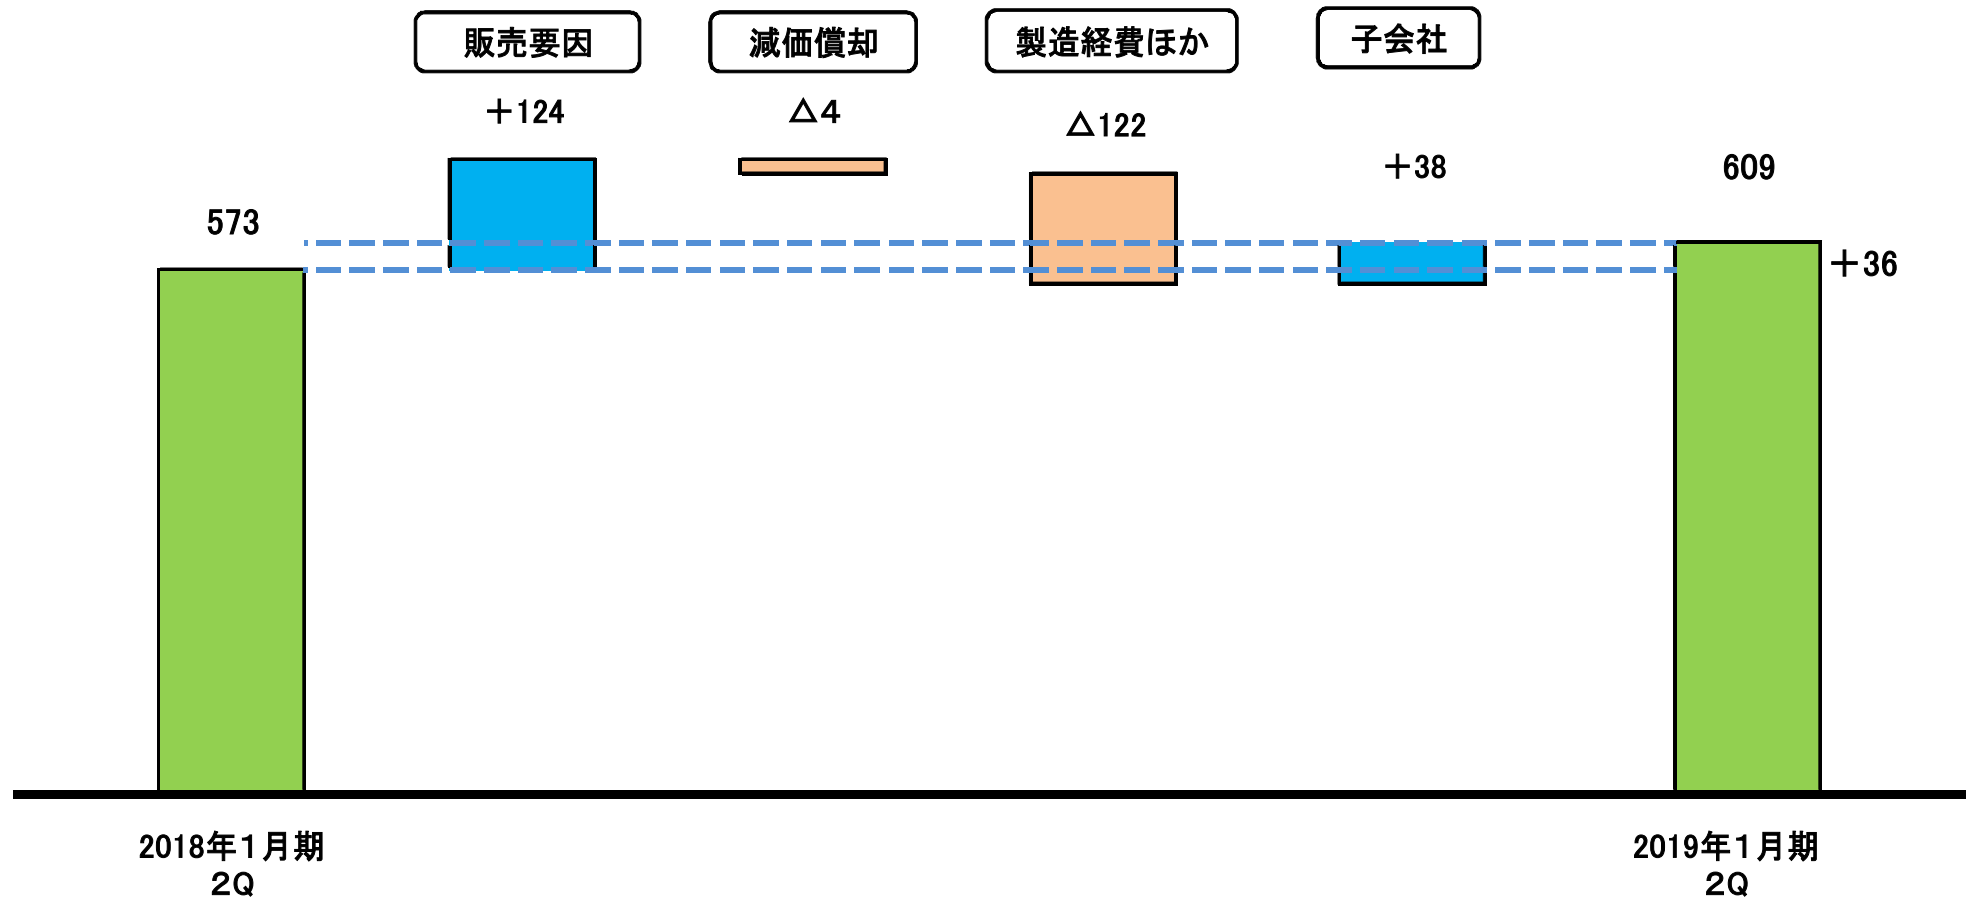 販売要因
減価償却
製造経費ほか
子会社
＋124
△４
△122
＋38
609
573
＋36
2018年１月期
２Q
2019年１月期
２Q